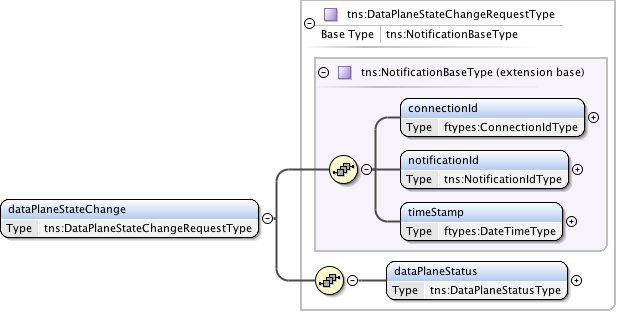 tns:DataPlaneStateChangeRequestType
Base Type tns:NotificationBaseType
tns:NotificationBaseType (extension base)
connectionId
Type ftypes:ConnectionIdType
notificationId
Type tns:NotificationIdType
timeStamp
Type ftypes:DateTimeType
dataPlaneStateChange
Type tns:DataPlaneStateChangeRequestType
dataPlaneStatus
Type tns:DataPlaneStatusType